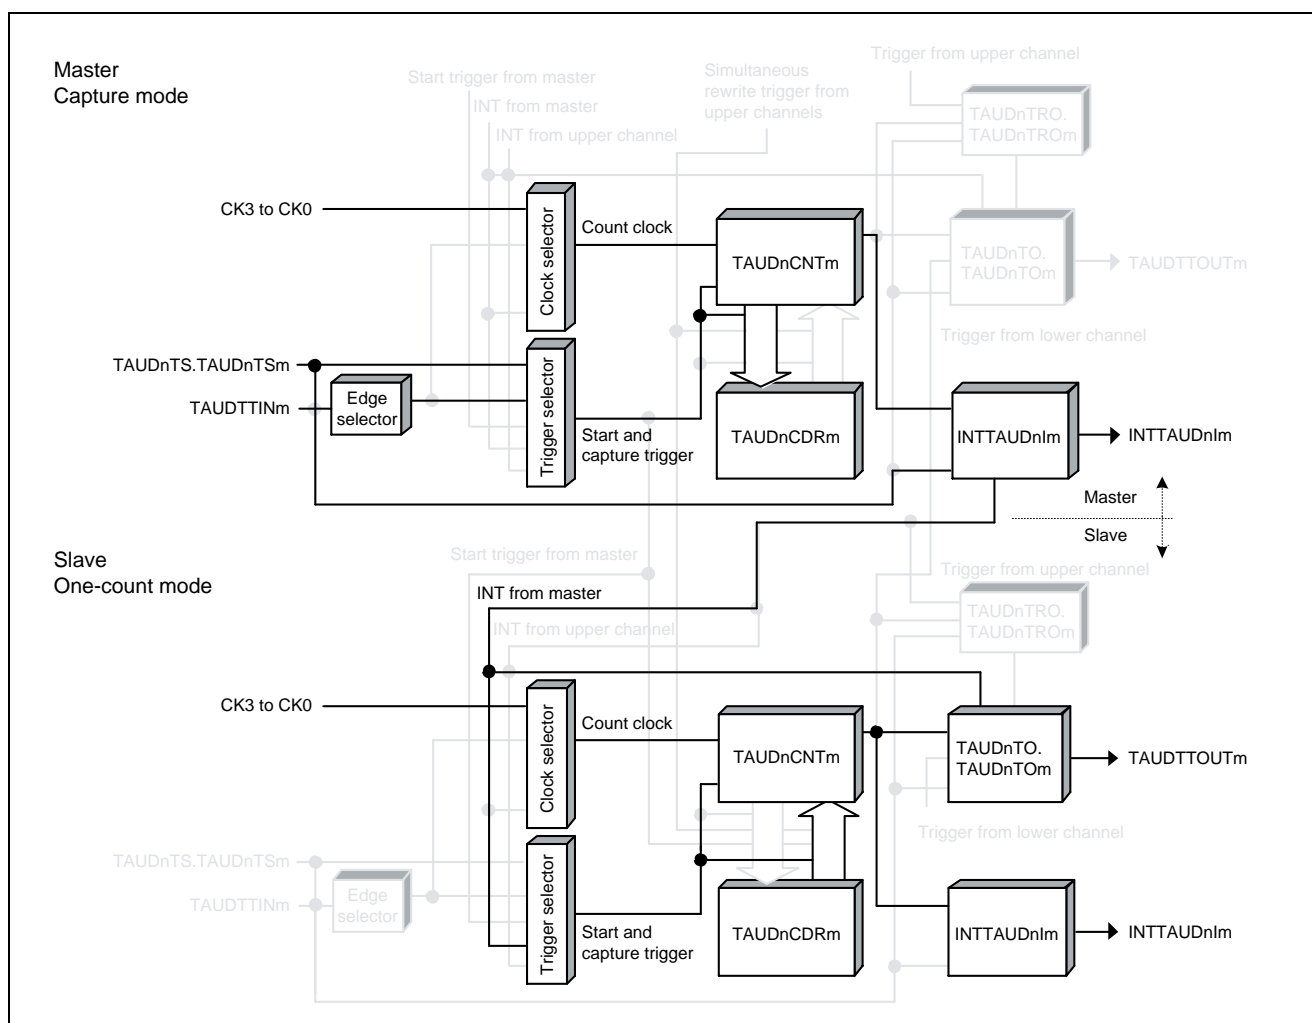 Master
Capture mode
Start trigger from master
INT from master
INT from upper channel
Simultaneous
rewrite trigger from
upper channels
Trigger from upper channel
TAUDnTRO.
TAUDnTROm
CK3 to CK0
Clock selector
Count clock
TAUDnCNTm
TAUDnTO.
TAUDnTOm
TAUDTTOUTm
Trigger from lower channel
TAUDnTS.TAUDnTSm
TAUDTTINm
Edge
selector
Trigger selector
Start and
capture trigger
TAUDnCDRm
INTTAUDnIm
INTTAUDnIm
Master
Slave
Slave
One-count mode
Start trigger from master
INT from master
INT from upper channel
Trigger from upper channel
TAUDnTRO.
TAUDnTROm
CK3 to CK0
Clock selector
Count clock
TAUDnCNTm
TAUDnTO.
TAUDnTOm
TAUDTTOUTm
Trigger from lower channel
TAUDnTS.TAUDnTSm
TAUDTTINm
Edge
selector
Trigger selector
Start and
capture trigger
TAUDnCDRm
INTTAUDnIm
INTTAUDnIm